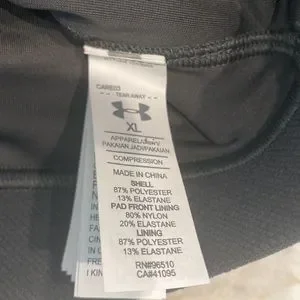 CARE03
TEAR AWAY
XL
APPAREL/
PAKAIAN JADI/PAKAIAN
COMPRESSION
MADE IN CHINA
SHELL
87% POLYESTER
13% ELASTANE
PAD FRONT LINING
80% NYLON
20% ELASTANE
LINING
87% POLYESTER
13% ELASTANE
RN#96510
CA#41095